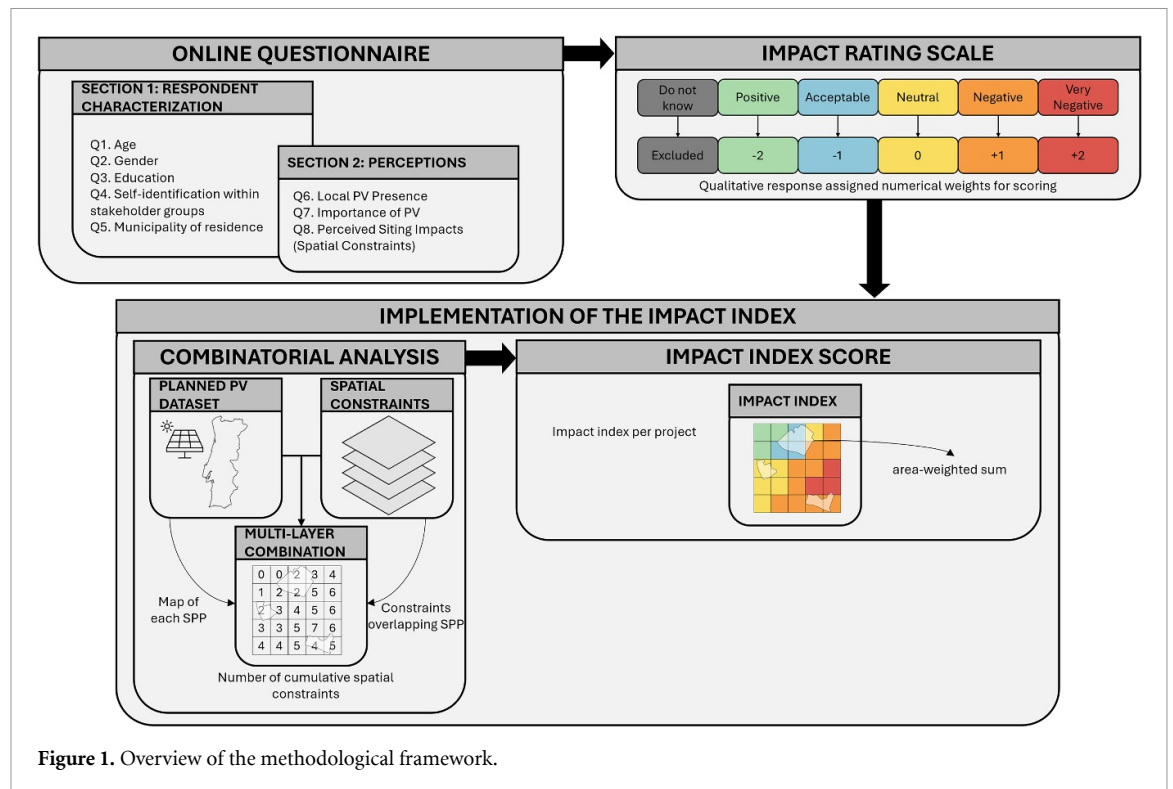 ONLINE QUESTIONNAIRE
SECTION 1: RESPONDENT
CHARACTERIZATION
Q1. Age
Q2. Gender
Q3. Education
Q4. Self-identification within
stakeholder groups
Q5. Municipality of residence
SECTION 2: PERCEPTIONS
Q6. Local PV Presence
Q7. Importance of PV
Q8. Perceived Siting Impacts
(Spatial Constraints)
IMPACT RATING SCALE
Do not
know
Positive
Acceptable
Neutral
Negative
Very
Negative
Excluded
-2
-1
0
+1
+2
Qualitative response assigned numerical weights for scoring
IMPLEMENTATION OF THE IMPACT INDEX
COMBINATORIAL ANALYSIS
PLANNED PV
DATASET
SPATIAL
CONSTRAINTS
MULTI-LAYER
COMBINATION
0 0 2 3 4
1 2 2 5 6
2 3 4 5 6
3 3 5 7 6
4 4 5 4 5
Map of
each SPP
Constraints
overlapping SPP
Number of cumulative spatial
constraints
IMPACT INDEX SCORE
Impact index per project
IMPACT INDEX
area-weighted sum
Figure 1. Overview of the methodological framework.